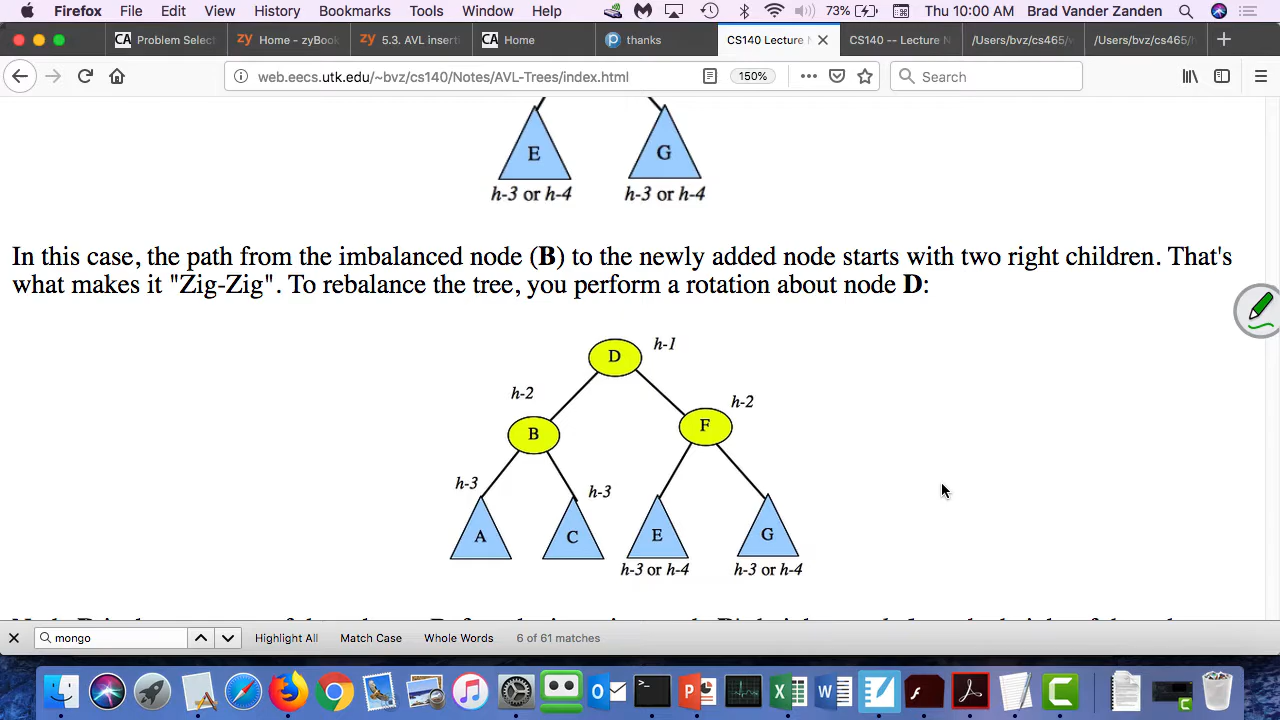 Firefox File Edit View History Bookmarks Tools Window Help 73% Thu 10:00 AM Brad Vander Zanden
CA Problem Selec zy Home - zyBook zy 5.3. AVL inserti CA Home thanks CS140 Lecture CS140 -- Lecture N /Users/bvz/cs465/ /Users/bvz/cs465/
web.eecs.utk.edu/~bvz/cs140/Notes/AVL-Trees/index.html 150% Search
E G
h-3 or h-4 h-3 or h-4
In this case, the path from the imbalanced node (B) to the newly added node starts with two right children. That's
what makes it "Zig-Zig". To rebalance the tree, you perform a rotation about node D:
D h-1
h-2 h-2
B F
h-3 h-3
A C E G
h-3 or h-4 h-3 or h-4
mongo Highlight All Match Case Whole Words 6 of 61 matches